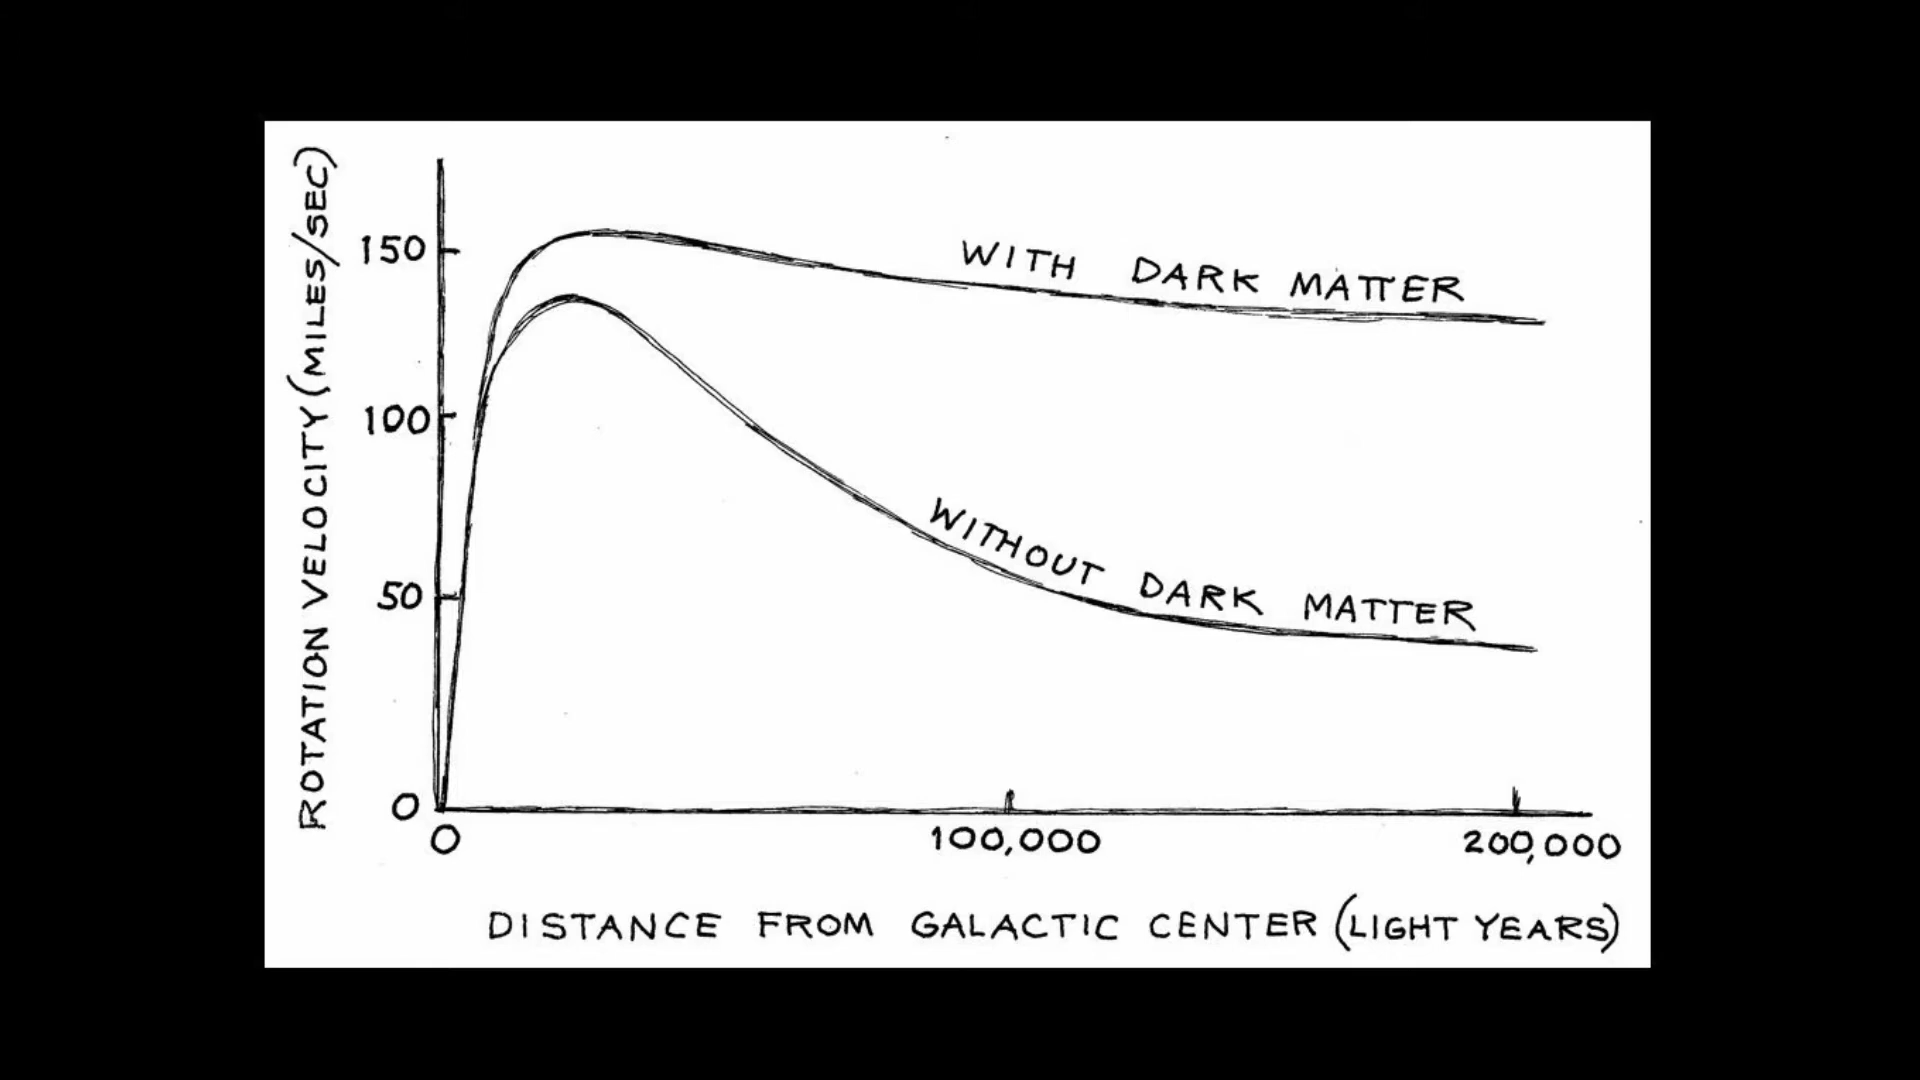 ROTATION VELOCITY (MILES/SEC)
150
100
50
0
WITH DARK MATTER
WITHOUT DARK MATTER
0
100,000
200,000
DISTANCE FROM GALACTIC CENTER (LIGHT YEARS)